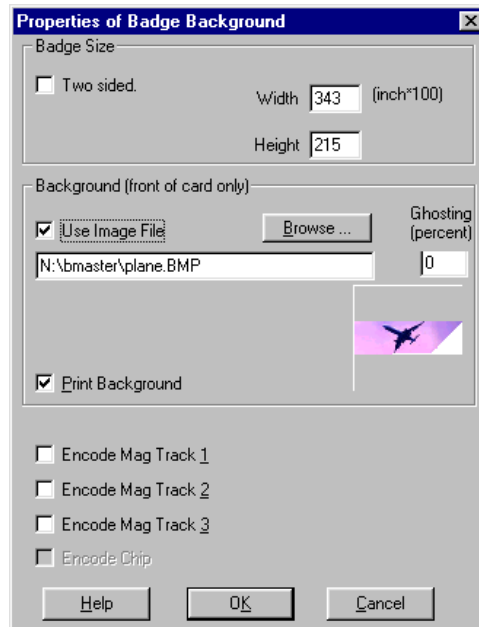 Properties of Badge Background
Badge Size
Two sided.
Width 343 (inch*100)
Height 215
Background (front of card only)
Use Image File
Browse ...
Ghosting (percent)
N:\bmaster\plane.BMP
0
Print Background
Encode Mag Track 1
Encode Mag Track 2
Encode Mag Track 3
Encode Chip
Help OK Cancel